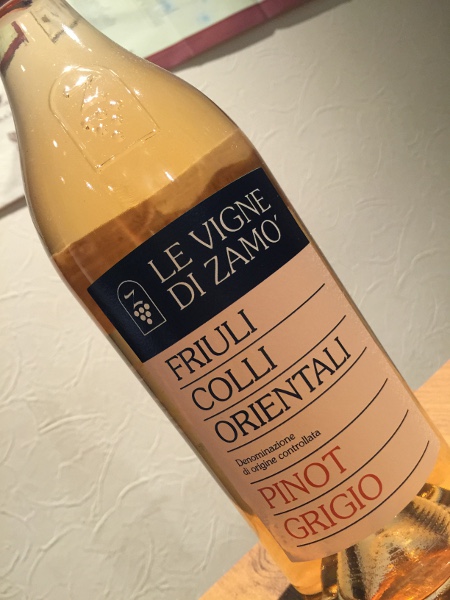 LE VIGNE
DI ZAMÒ
FRIULI
COLLI
ORIENTALI
Denominazione
di origine controllata
PINOT
GRIGIO